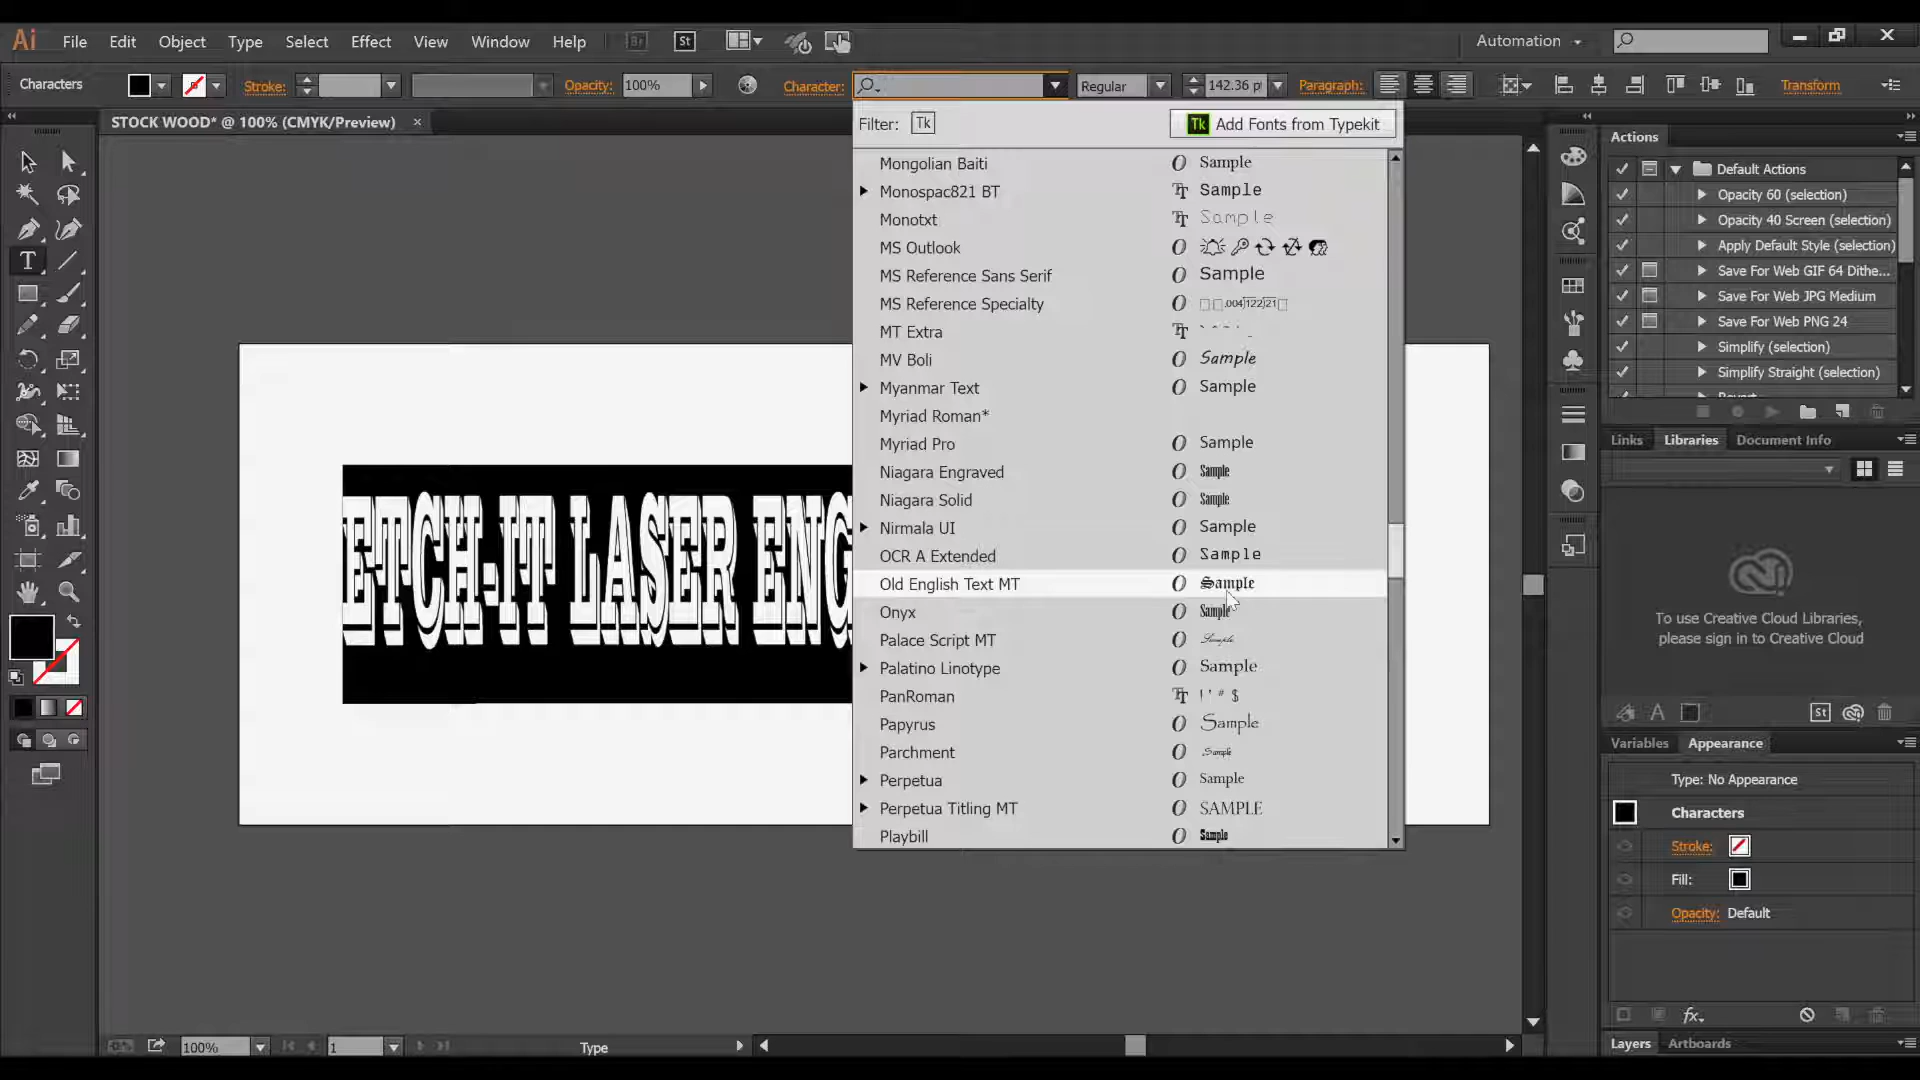 Ai File Edit Object Type Select Effect View Window Help Br St Automation
Characters Stroke: Opacity: 100% Character: Regular 142.36 p Paragraph: Transform
STOCK WOOD* @ 100% (CMYK/Preview) ×
Filter: Tk Tk Add Fonts from Typekit
Mongolian Baiti O Sample
Monospac821 BT Sample
Monotxt Sample
MS Outlook O
MS Reference Sans Serif O Sample
MS Reference Specialty O
MT Extra
MV Boli O Sample
Myanmar Text O Sample
Myriad Roman*
Myriad Pro O Sample
Niagara Engraved O Sample
Niagara Solid O Sample
Nirmala UI O Sample
OCR A Extended O Sample
Old English Text MT O Sample
Onyx O Sample
Palace Script MT O Sample
Palatino Linotype O Sample
PanRoman ! " # $
Papyrus O Sample
Parchment O Sample
Perpetua O Sample
Perpetua Titling MT O SAMPLE
Playbill O Sample
ETCH-IT LASER ENG
Actions
Default Actions
Opacity 60 (selection)
Opacity 40 Screen (selection)
Apply Default Style (selection)
Save For Web GIF 64 Dithe...
Save For Web JPG Medium
Save For Web PNG 24
Simplify (selection)
Simplify Straight (selection)
Links Libraries Document Info
To use Creative Cloud Libraries,
please sign in to Creative Cloud
St
Variables Appearance
Type: No Appearance
Characters
Stroke:
Fill:
Opacity: Default
fx
Layers Artboards
100% 1 Type